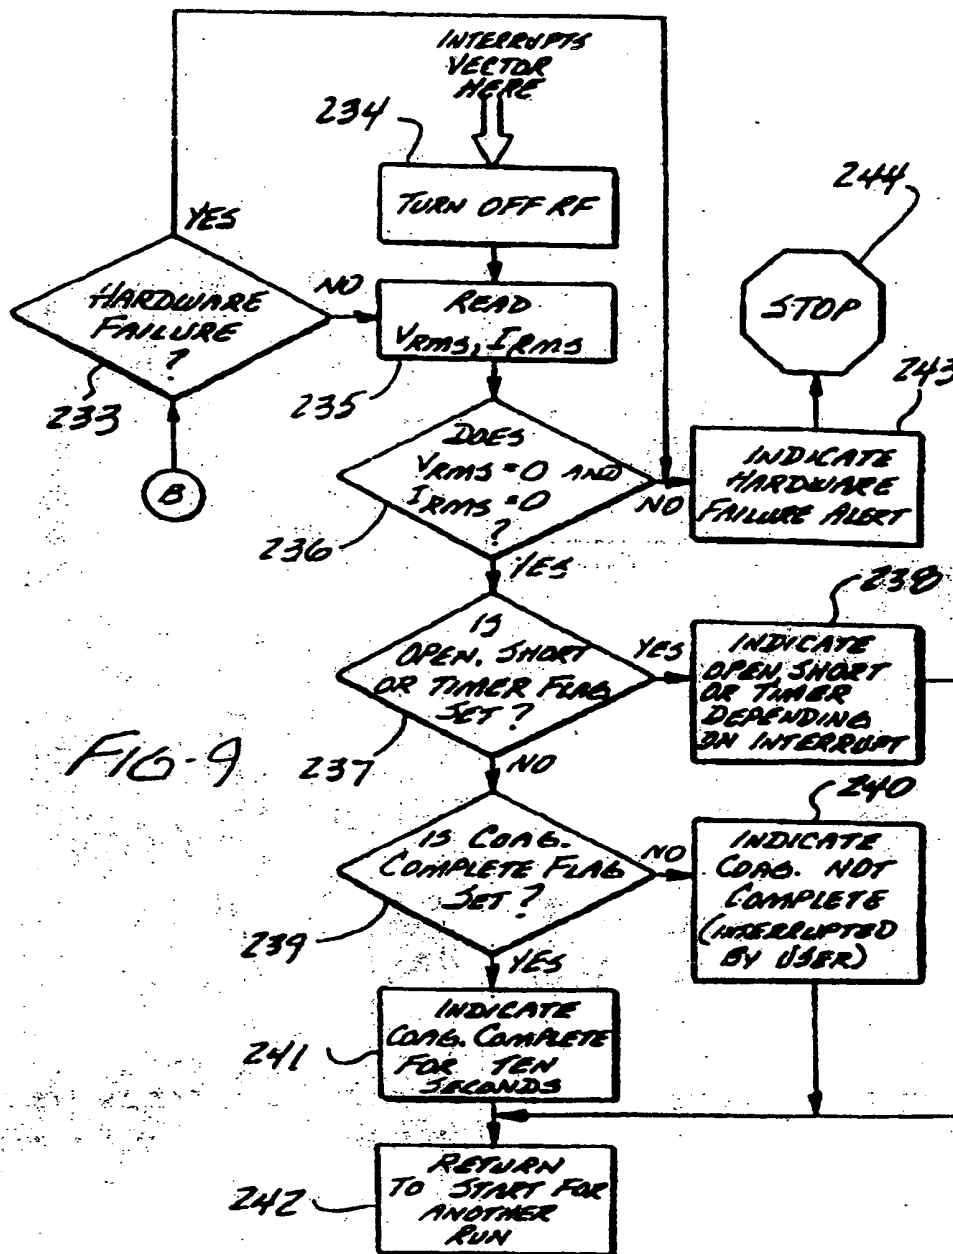 INTERRUPTS
VECTOR
HERE
234
TURN OFF RF
244
STOP
YES
HARDWARE
FAILURE
?
NO
233
B
READ
VRMS, IRMS
235
243
INDICATE
HARDWARE
FAILURE ALERT
DOES
VRMS = 0 AND
IRMS = 0
?
NO
236
YES
238
IS
OPEN, SHORT
OR TIMER FLAG
SET?
YES
INDICATE
OPEN, SHORT
OR TIMER
DEPENDING
ON INTERRUPT
237
NO
FIG-9
240
IS COAG.
COMPLETE FLAG
SET?
NO
INDICATE
COAG. NOT
COMPLETE
(INTERRUPTED
BY USER)
239
YES
INDICATE
COAG. COMPLETE
FOR TEN
SECONDS
241
RETURN
TO START FOR
ANOTHER
RUN
242